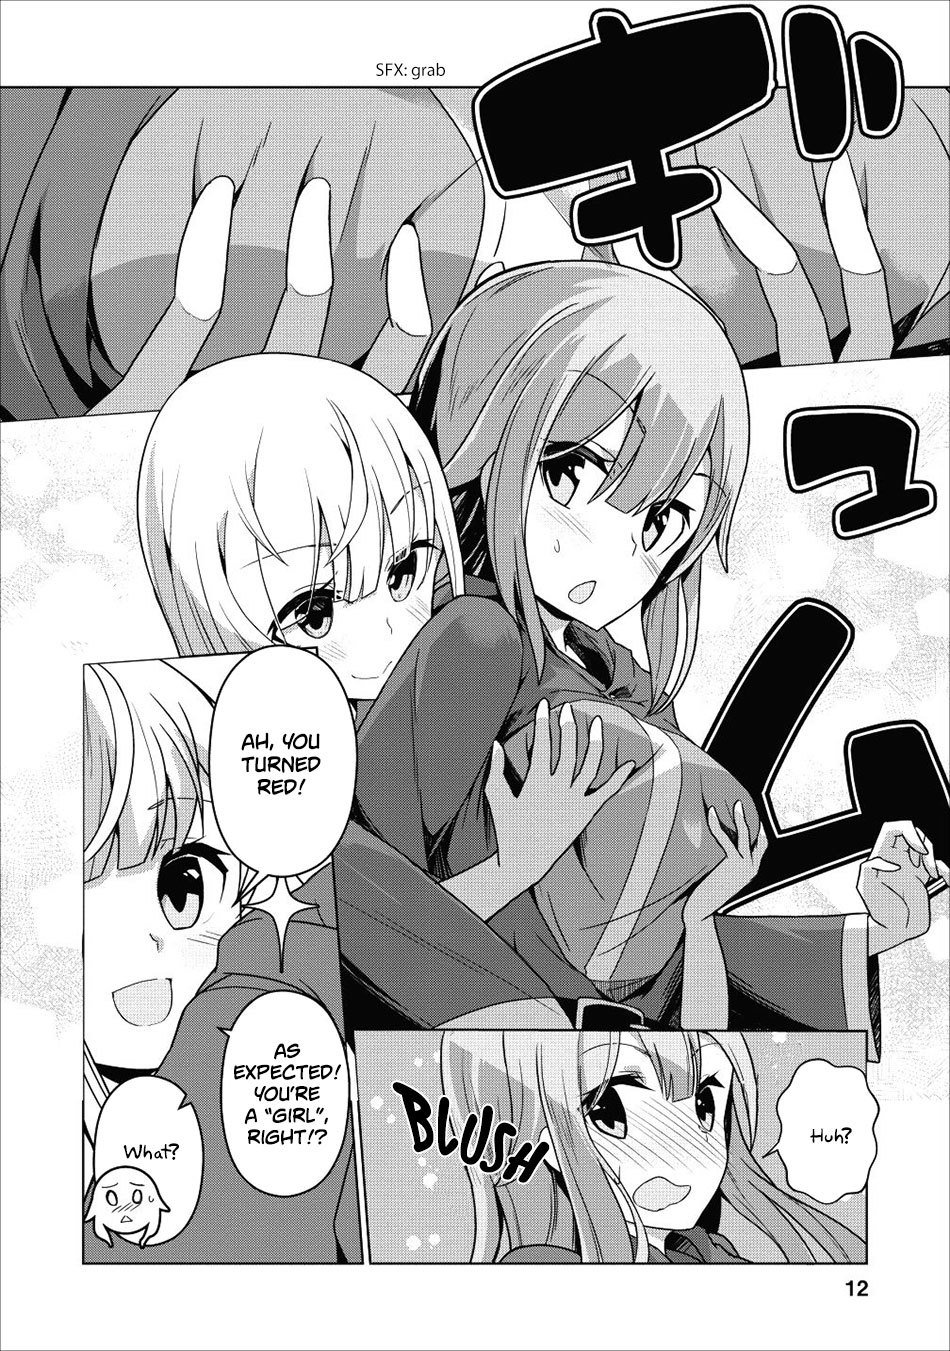 SFX: grab
ギュム
AH, YOU
TURNED
RED!
AS
EXPECTED!
YOU'RE
A "GIRL",
RIGHT!?
What?
BLUSH
Huh?
12